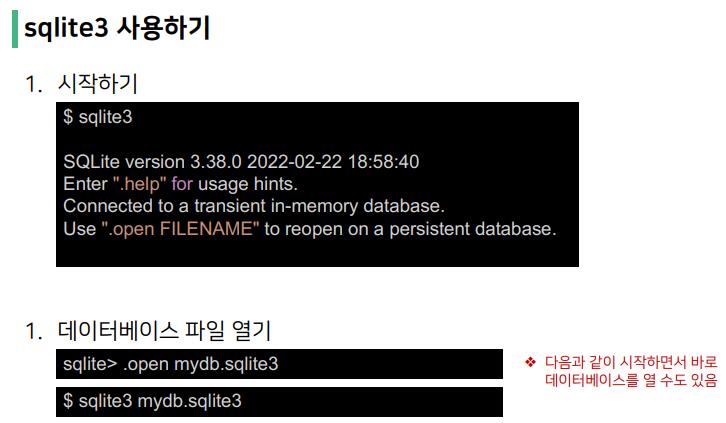 sqlite3 사용하기
1. 시작하기
$ sqlite3
SQLite version 3.38.0 2022-02-22 18:58:40
Enter ".help" for usage hints.
Connected to a transient in-memory database.
Use ".open FILENAME" to reopen on a persistent database.
1. 데이터베이스 파일 열기
sqlite> .open mydb.sqlite3
$ sqlite3 mydb.sqlite3
❖ 다음과 같이 시작하면서 바로
데이터베이스를 열 수도 있음